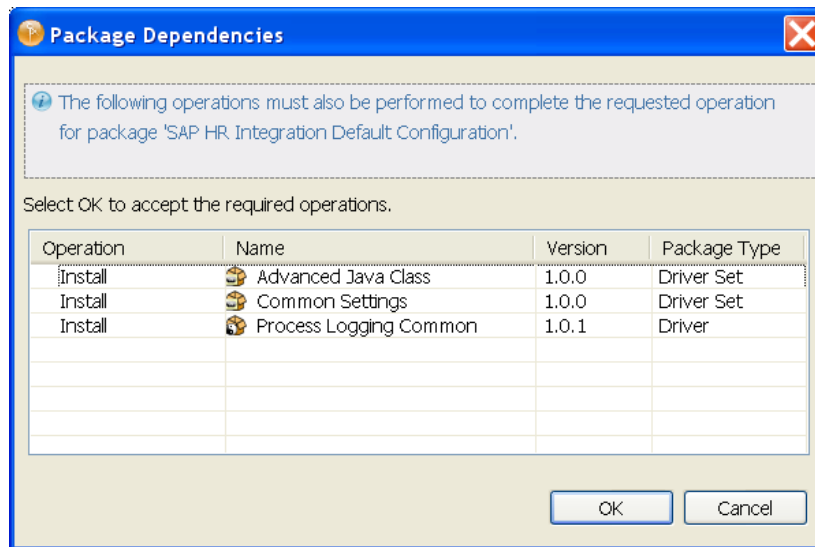 Package Dependencies
The following operations must also be performed to complete the requested operation
for package 'SAP HR Integration Default Configuration'.
Select OK to accept the required operations.
Operation Name Version Package Type
Install Advanced Java Class 1.0.0 Driver Set
Install Common Settings 1.0.0 Driver Set
Install Process Logging Common 1.0.1 Driver
OK Cancel